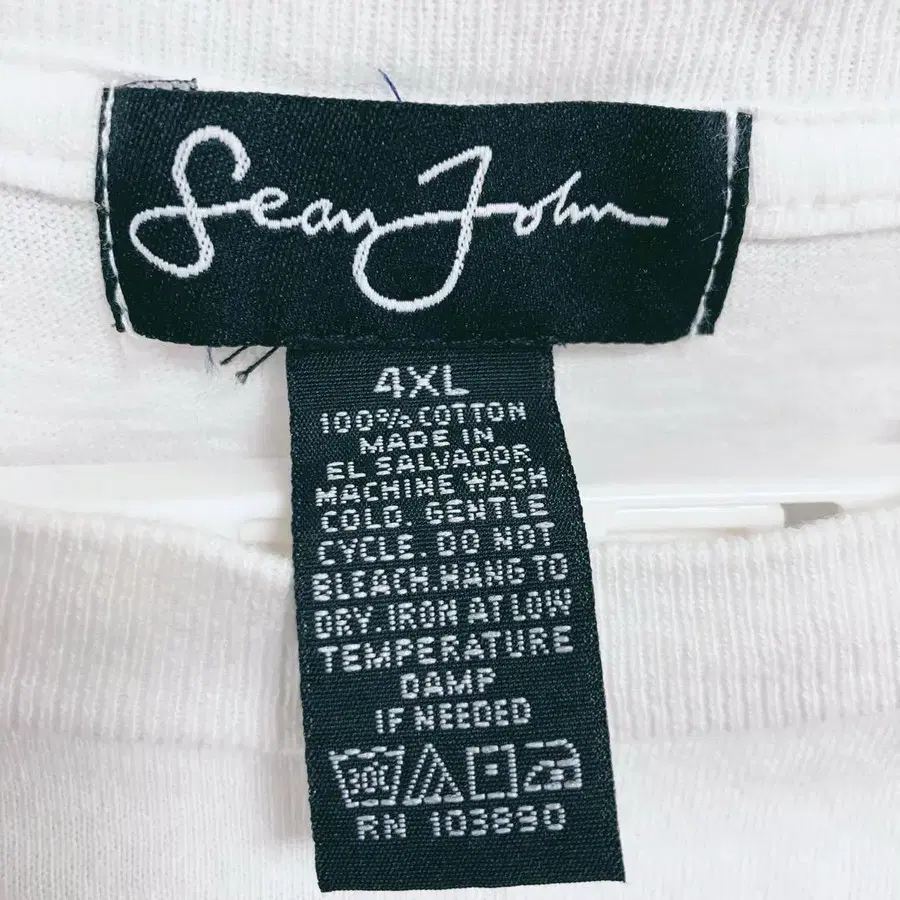 Sean John
4XL
100% COTTON
MADE IN
EL SALVADOR
MACHINE WASH
COLD. GENTLE
CYCLE. DO NOT
BLEACH. HANG TO
DRY. IRON AT LOW
TEMPERATURE
DAMP
IF NEEDED
30C
RN 103890